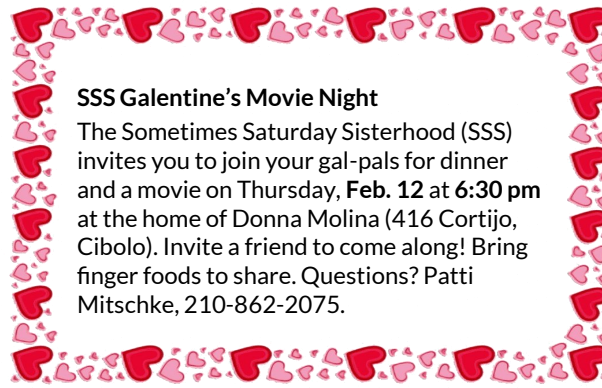 SSS Galentine's Movie Night
The Sometimes Saturday Sisterhood (SSS)
invites you to join your gal-pals for dinner
and a movie on Thursday, Feb. 12 at 6:30 pm
at the home of Donna Molina (416 Cortijo,
Cibolo). Invite a friend to come along! Bring
finger foods to share. Questions? Patti
Mitschke, 210-862-2075.